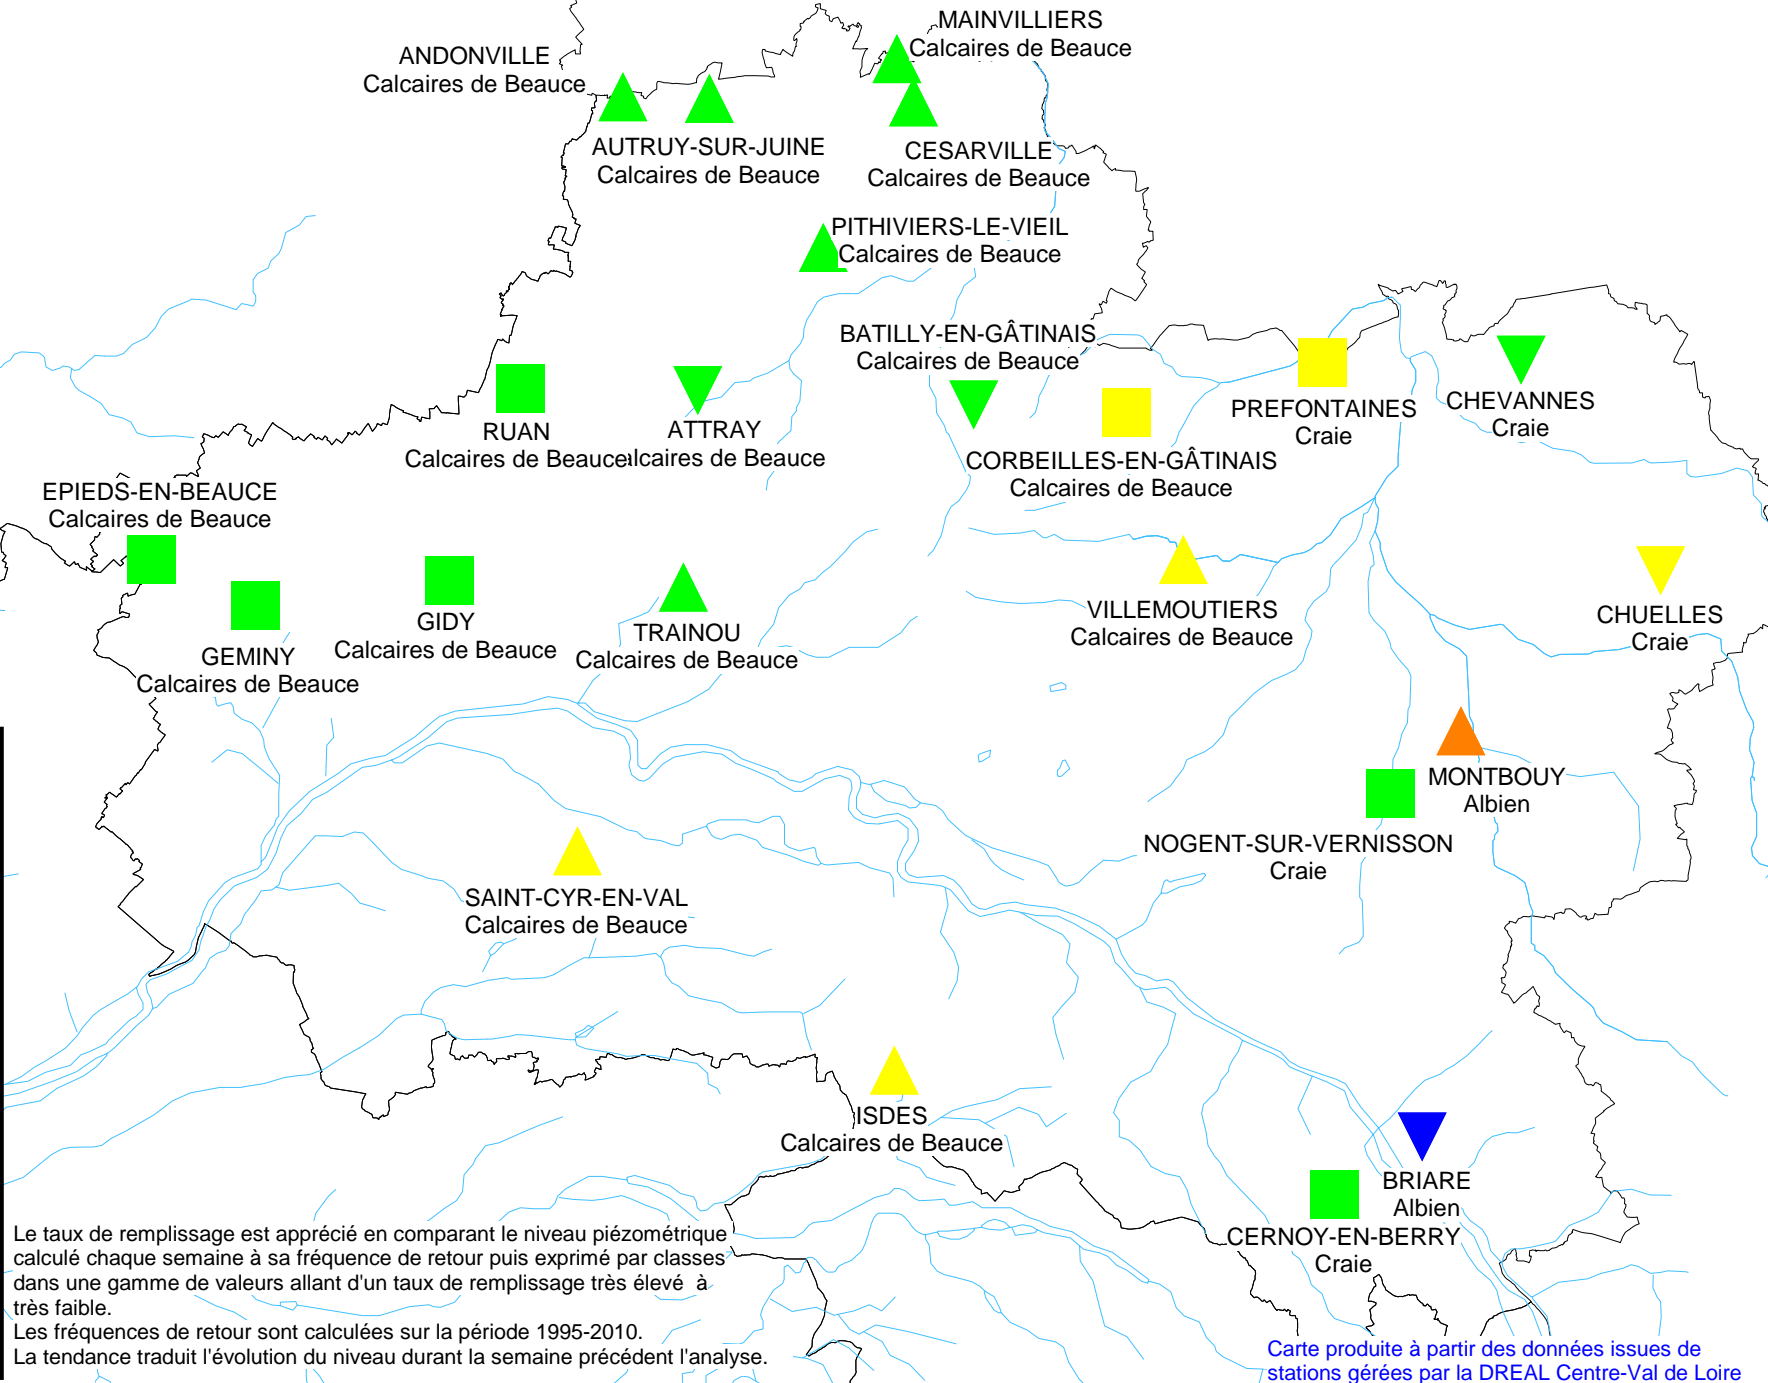 MAINVILLIERS
Calcaires de Beauce
ANDONVILLE
Calcaires de Beauce
AUTRUY-SUR-JUINE
Calcaires de Beauce
CESARVILLE
Calcaires de Beauce
PITHIVIERS-LE-VIEIL
Calcaires de Beauce
BATILLY-EN-GÂTINAIS
Calcaires de Beauce
RUAN
Calcaires de Beauce
ATTRAY
alcaires de Beauce
PREFONTAINES
Craie
CHEVANNES
Craie
CORBEILLES-EN-GÂTINAIS
Calcaires de Beauce
EPIEDS-EN-BEAUCE
Calcaires de Beauce
GEMINY
Calcaires de Beauce
GIDY
Calcaires de Beauce
TRAINOU
Calcaires de Beauce
VILLEMOUTIERS
Calcaires de Beauce
CHUELLES
Craie
MONTBOUY
Albien
NOGENT-SUR-VERNISSON
Craie
SAINT-CYR-EN-VAL
Calcaires de Beauce
ISDES
Calcaires de Beauce
BRIARE
Albien
CERNOY-EN-BERRY
Craie
Le taux de remplissage est apprécié en comparant le niveau piézométrique
calculé chaque semaine à sa fréquence de retour puis exprimé par classes
dans une gamme de valeurs allant d'un taux de remplissage très élevé à
très faible.
Les fréquences de retour sont calculées sur la période 1995-2010.
La tendance traduit l'évolution du niveau durant la semaine précédent l'analyse.
Carte produite à partir des données issues de
stations gérées par la DREAL Centre-Val de Loire